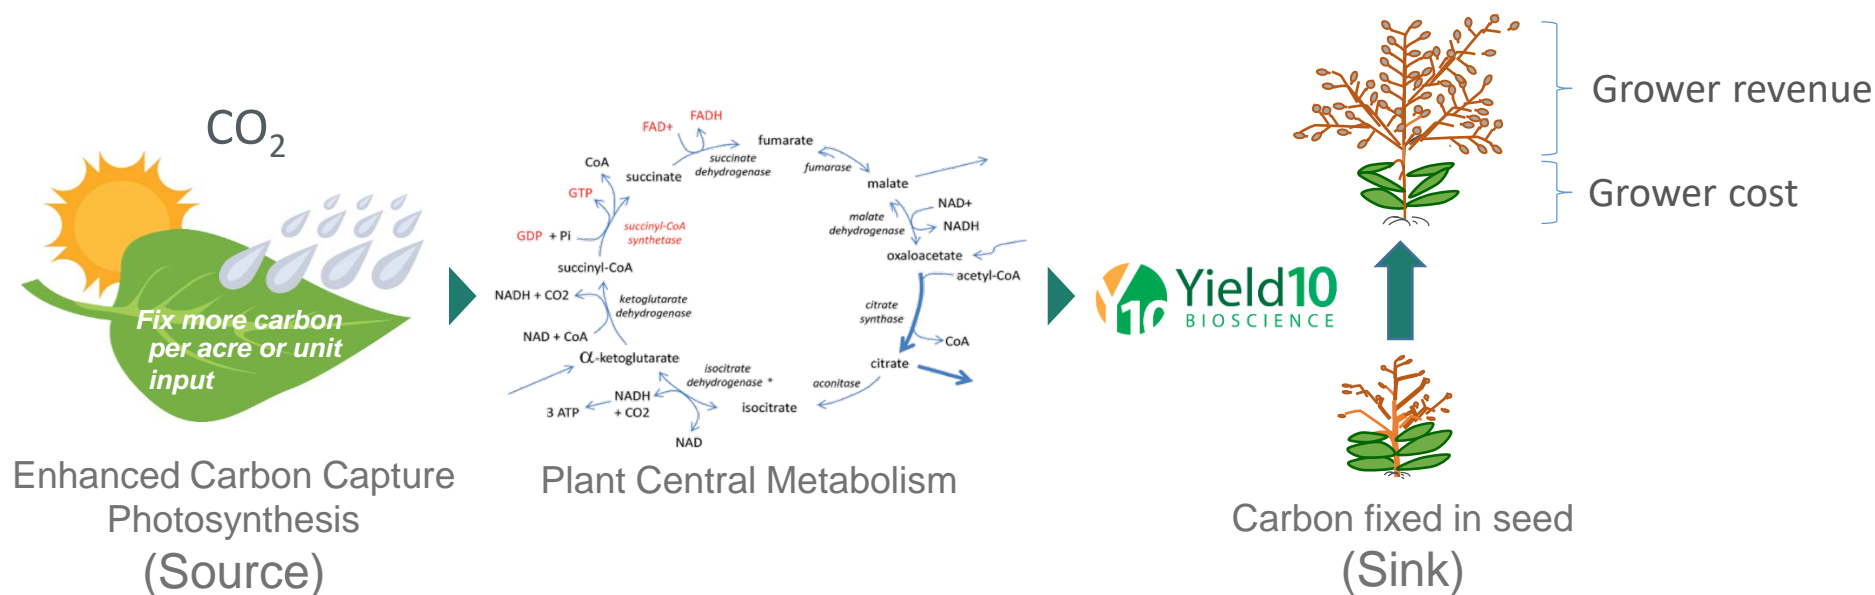 CO2
Fix more carbon
per acre or unit
input
Enhanced Carbon Capture
Photosynthesis
(Source)
FAD+
FADH
fumarate
succinate
dehydrogenase
fumarase
CoA
succinate
malate
GTP
NAD+
malate
dehydrogenase
NADH
GDP + Pi
succinyl-CoA
synthetase
oxaloacetate
succinyl-CoA
acetyl-CoA
NADH + CO2
ketoglutarate
dehydrogenase
citrate
synthase
NAD + CoA
CoA
α-ketoglutarate
citrate
isocitrate
dehydrogenase *
aconitase
NADH
+ CO2
3 ATP
isocitrate
NAD
Plant Central Metabolism
Y10
Yield10
BIOSCIENCE
Grower revenue
Grower cost
Carbon fixed in seed
(Sink)